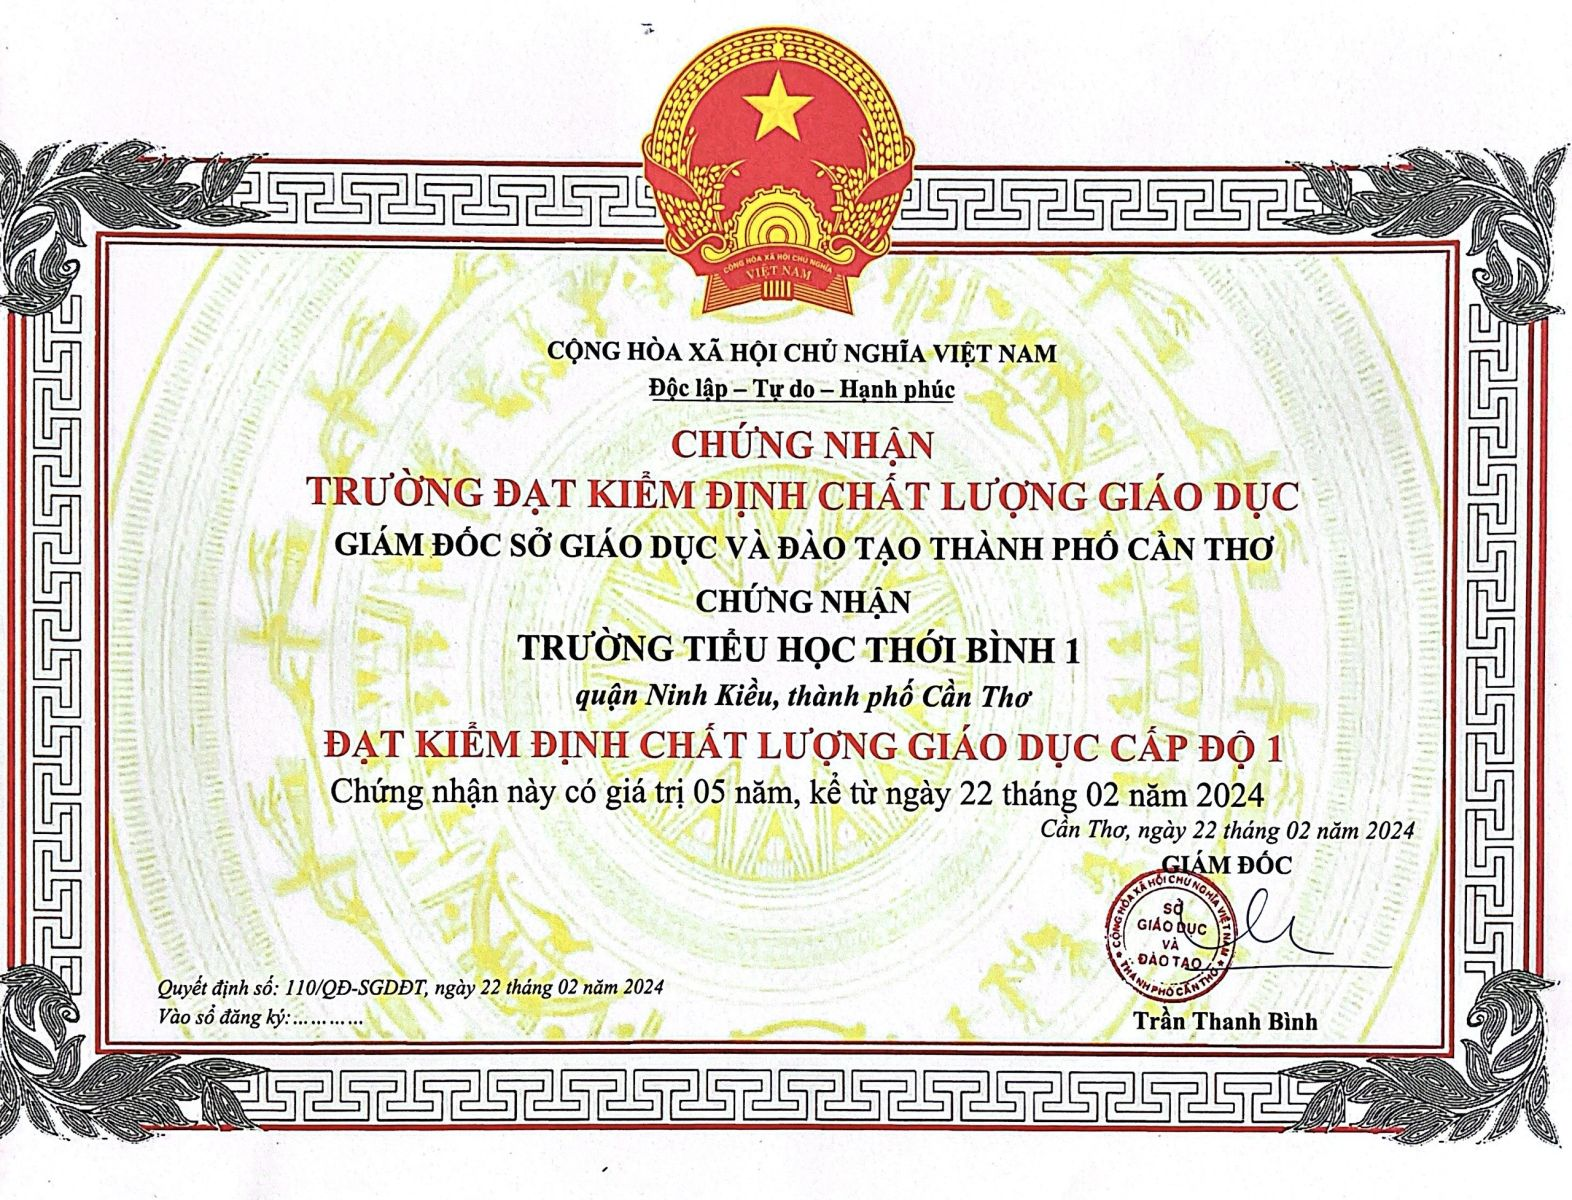 CỘNG HÒA XÃ HỘI CHỦ NGHĨA
VIỆT NAM
CỘNG HÒA XÃ HỘI CHỦ NGHĨA VIỆT NAM
Độc lập – Tự do – Hạnh phúc
CHỨNG NHẬN
TRƯỜNG ĐẠT KIỂM ĐỊNH CHẤT LƯỢNG GIÁO DỤC
GIÁM ĐỐC SỞ GIÁO DỤC VÀ ĐÀO TẠO THÀNH PHỐ CẦN THƠ
CHỨNG NHẬN
TRƯỜNG TIỂU HỌC THỚI BÌNH 1
quận Ninh Kiều, thành phố Cần Thơ
ĐẠT KIỂM ĐỊNH CHẤT LƯỢNG GIÁO DỤC CẤP ĐỘ 1
Chứng nhận này có giá trị 05 năm, kể từ ngày 22 tháng 02 năm 2024
Cần Thơ, ngày 22 tháng 02 năm 2024
GIÁM ĐỐC
CỘNG HÒA XÃ HỘI CHỦ NGHĨA VIỆT NAM
SỞ
GIÁO DỤC
VÀ
ĐÀO TẠO
★ THÀNH PHỐ CẦN THƠ ★
Quyết định số: 110/QĐ-SGDĐT, ngày 22 tháng 02 năm 2024
Vào sổ đăng ký:…………
Trần Thanh Bình